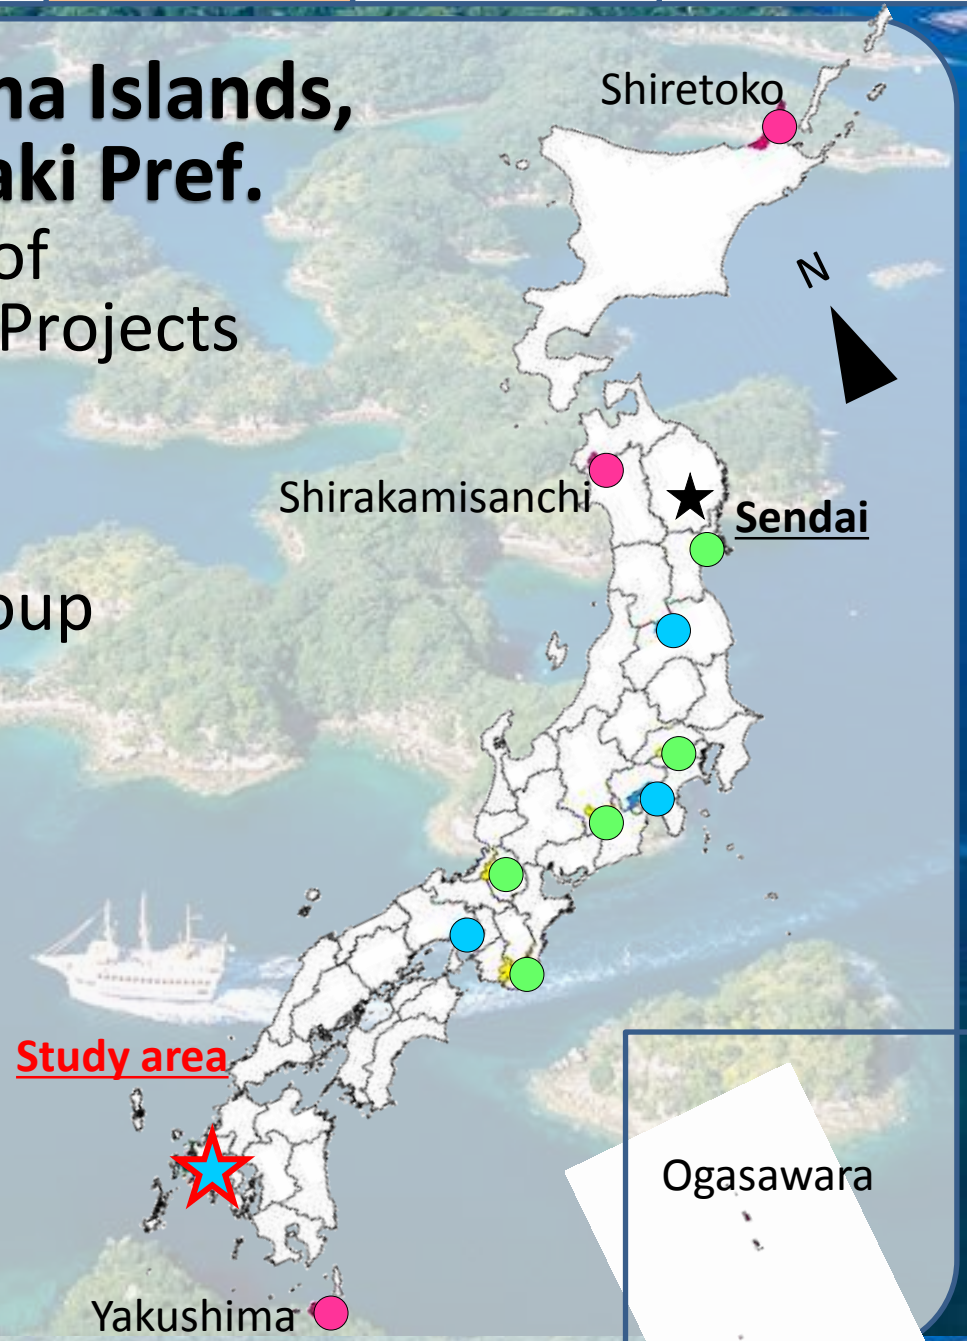 na Islands,
aki Pref.
of
Projects
oup
Shiretoko
N
Shirakamisanchi
Sendai
Study area
Ogasawara
Yakushima